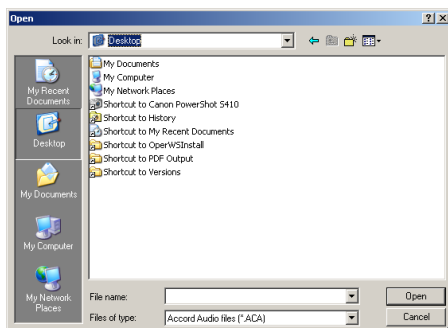 Open
Look in: Desktop
My Recent
Documents
Desktop
My Documents
My Computer
My Network
Places
My Documents
My Computer
My Network Places
Shortcut to Canon PowerShot S410
Shortcut to History
Shortcut to My Recent Documents
Shortcut to OperWSInstall
Shortcut to PDF Output
Shortcut to Versions
File name:
Open
Files of type: Accord Audio files (*.ACA)
Cancel